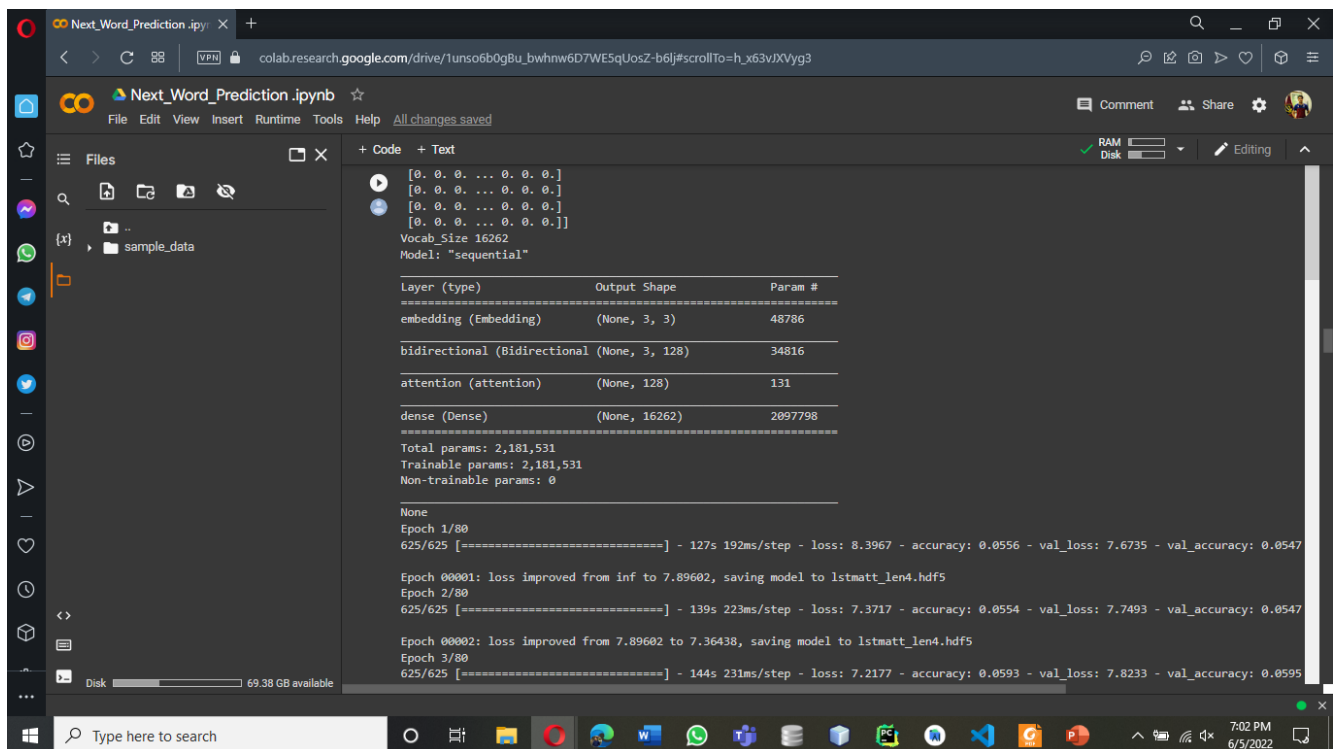 Next_Word_Prediction .ipy
VPN
colab.research.google.com/drive/1unso6b0gBu_bwhnw6D7WE5qUosZ-b6lj#scrollTo=h_x63vJXVyg3
Next_Word_Prediction .ipynb
Comment Share
File Edit View Insert Runtime Tools Help All changes saved
Files
+ Code + Text
RAM
Disk
Editing
..
sample_data
{x}
[0. 0. 0. ... 0. 0. 0.]
[0. 0. 0. ... 0. 0. 0.]
[0. 0. 0. ... 0. 0. 0.]
[0. 0. 0. ... 0. 0. 0.]]
Vocab_Size 16262
Model: "sequential"
Layer (type) Output Shape Param #
=================================================================
embedding (Embedding) (None, 3, 3) 48786
bidirectional (Bidirectional (None, 3, 128) 34816
attention (attention) (None, 128) 131
dense (Dense) (None, 16262) 2097798
=================================================================
Total params: 2,181,531
Trainable params: 2,181,531
Non-trainable params: 0
None
Epoch 1/80
625/625 [==============================] - 127s 192ms/step - loss: 8.3967 - accuracy: 0.0556 - val_loss: 7.6735 - val_accuracy: 0.0547
Epoch 00001: loss improved from inf to 7.89602, saving model to lstmatt_len4.hdf5
Epoch 2/80
625/625 [==============================] - 139s 223ms/step - loss: 7.3717 - accuracy: 0.0554 - val_loss: 7.7493 - val_accuracy: 0.0547
Epoch 00002: loss improved from 7.89602 to 7.36438, saving model to lstmatt_len4.hdf5
Epoch 3/80
625/625 [==============================] - 144s 231ms/step - loss: 7.2177 - accuracy: 0.0593 - val_loss: 7.8233 - val_accuracy: 0.0595
Disk 69.38 GB available
Type here to search
7:02 PM
6/5/2022